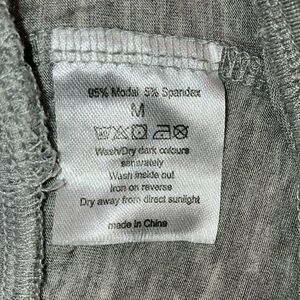 95% Modal 5% Spandex
M
Wash/Dry dark colours
separately
Wash inside out
Iron on reverse
Dry away from direct sunlight
made in China